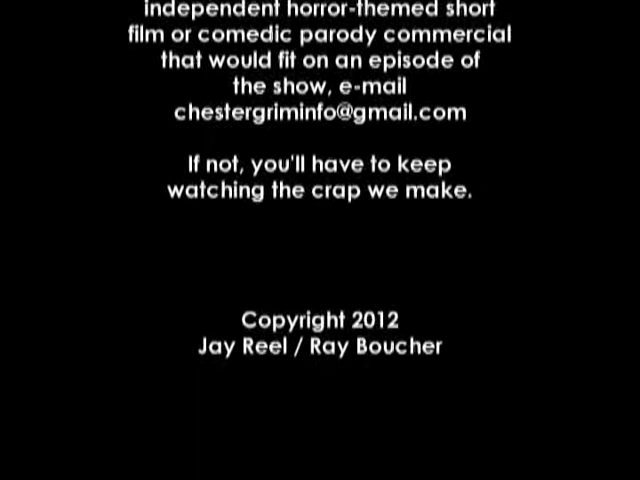 independent horror-themed short
film or comedic parody commercial
that would fit on an episode of
the show, e-mail
chestergriminfo@gmail.com
If not, you'll have to keep
watching the crap we make.
Copyright 2012
Jay Reel / Ray Boucher